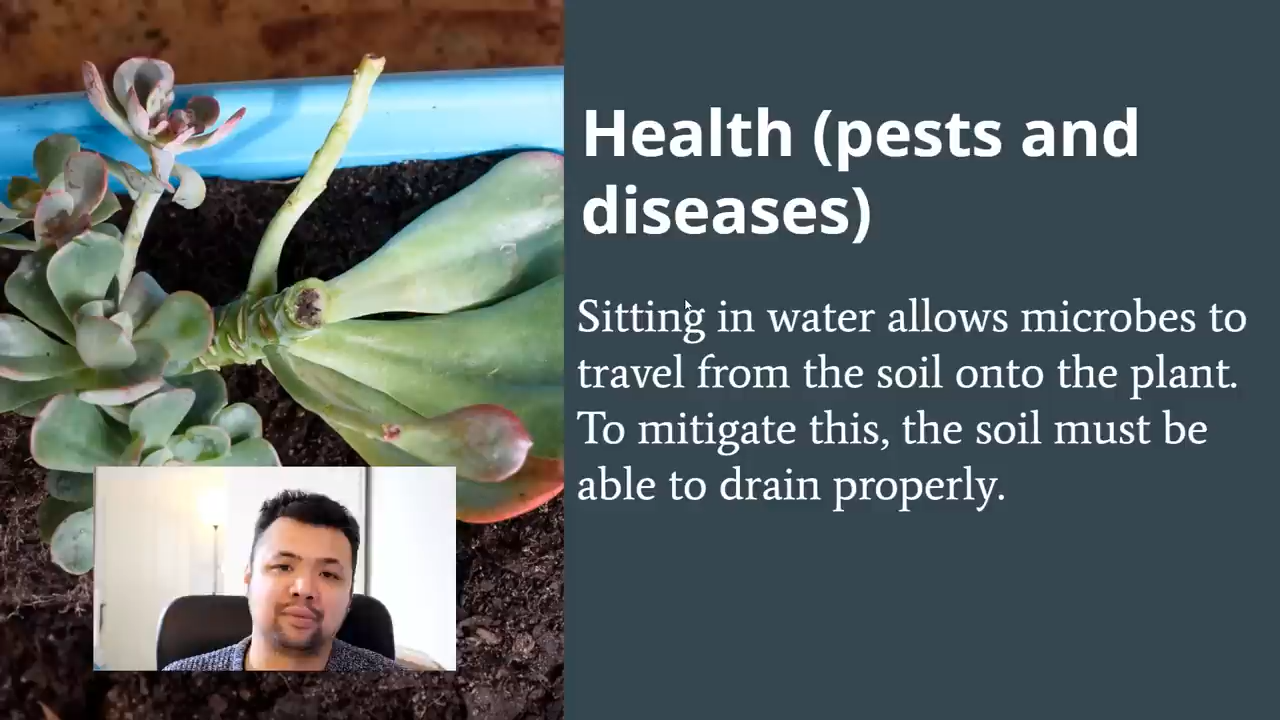 Health (pests and
diseases)
Sitting in water allows microbes to
travel from the soil onto the plant.
To mitigate this, the soil must be
able to drain properly.